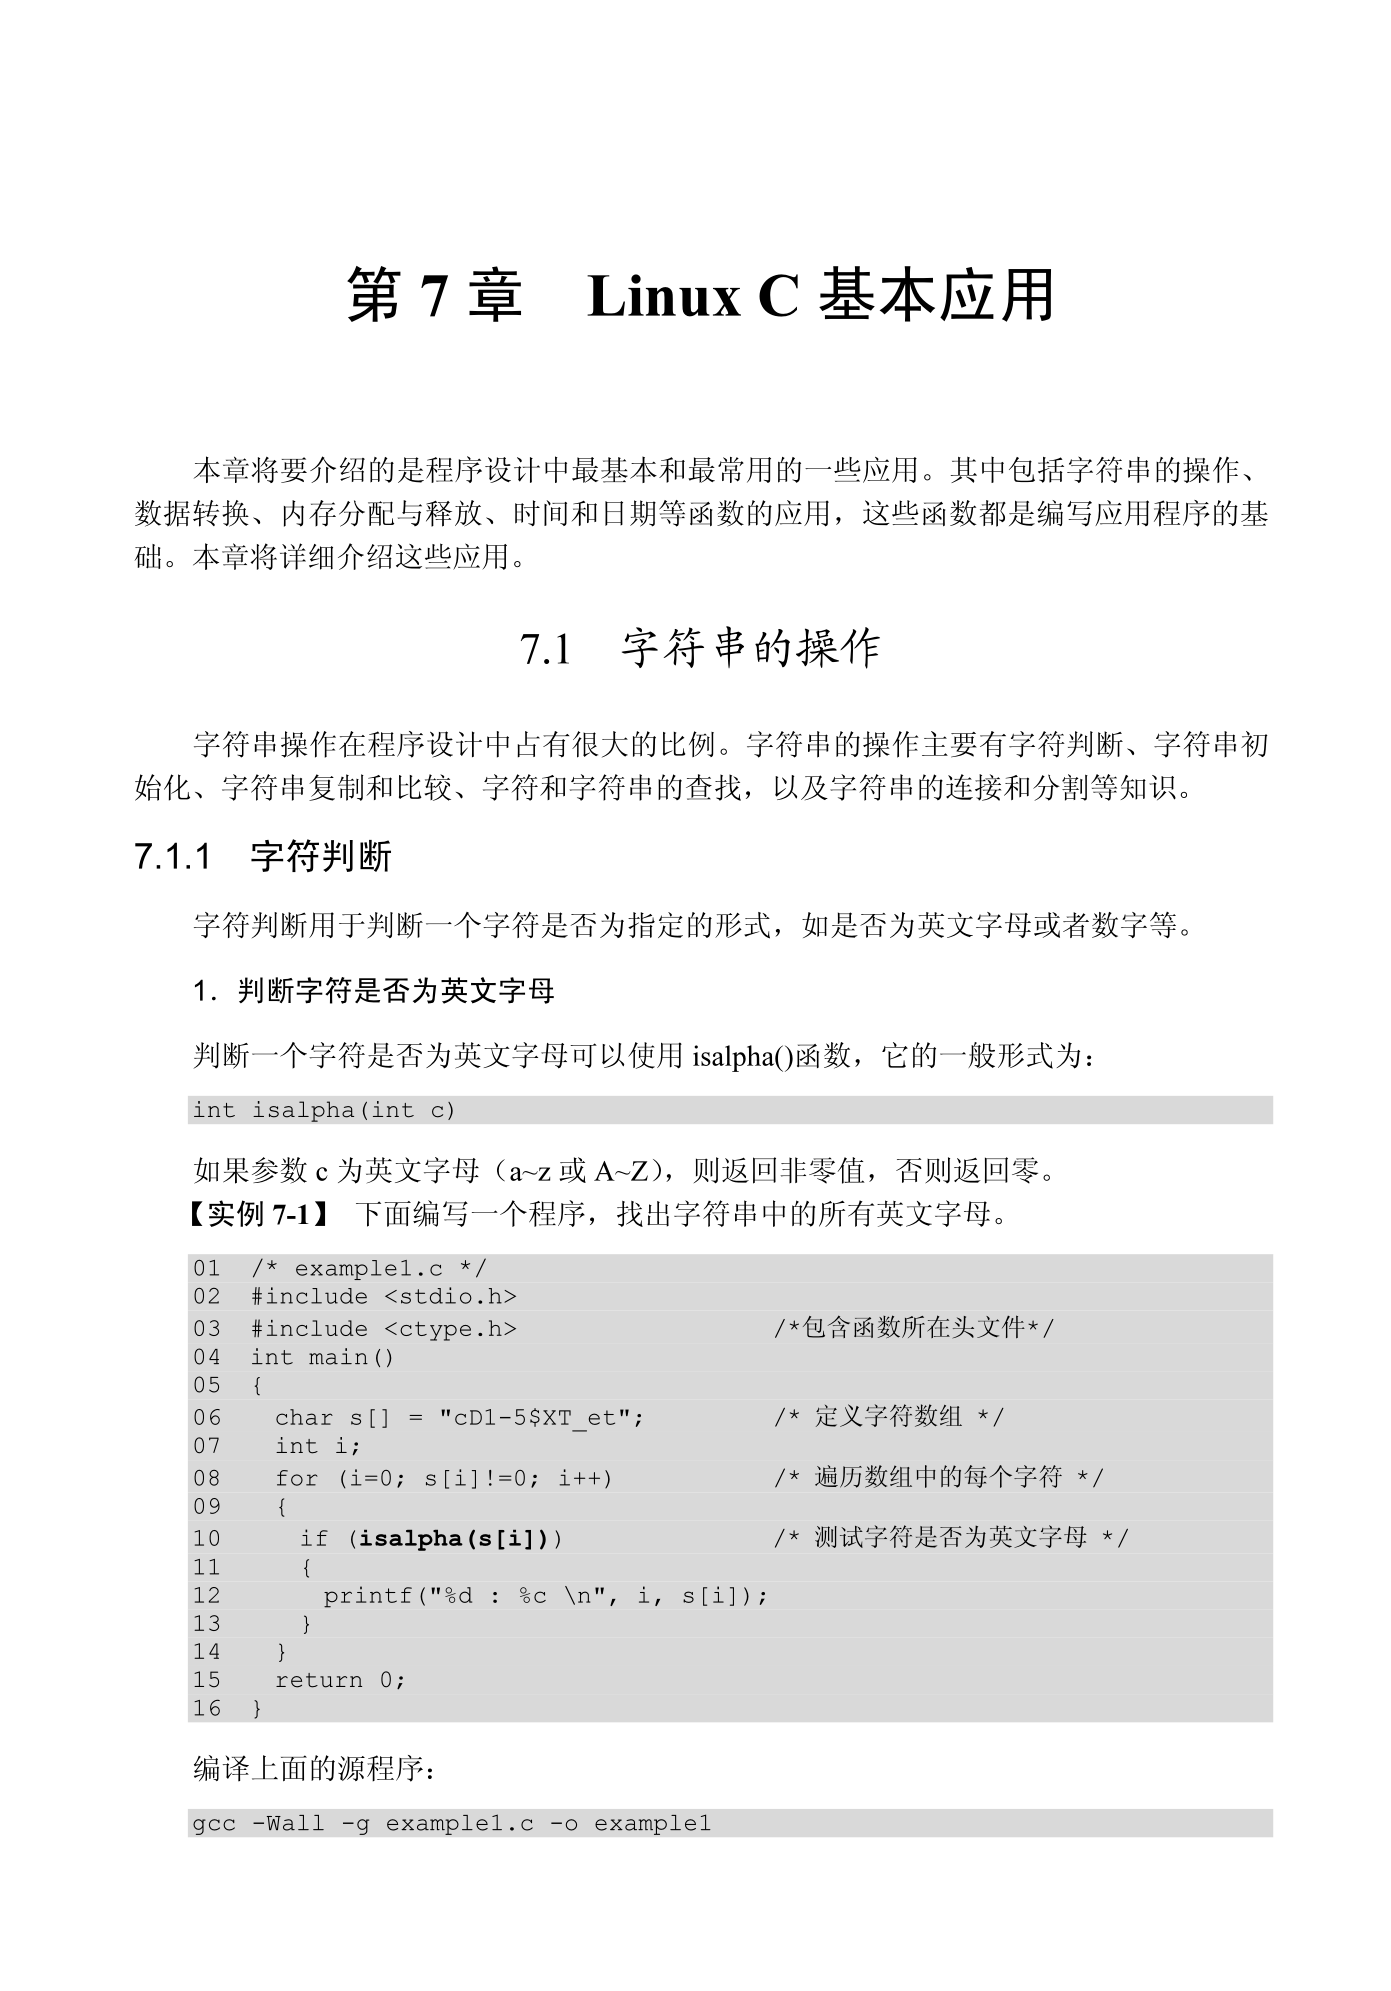 第 7 章　Linux C 基本应用
本章将要介绍的是程序设计中最基本和最常用的一些应用。其中包括字符串的操作、
数据转换、内存分配与释放、时间和日期等函数的应用，这些函数都是编写应用程序的基
础。本章将详细介绍这些应用。
7.1　字符串的操作
字符串操作在程序设计中占有很大的比例。字符串的操作主要有字符判断、字符串初
始化、字符串复制和比较、字符和字符串的查找，以及字符串的连接和分割等知识。
7.1.1　字符判断
字符判断用于判断一个字符是否为指定的形式，如是否为英文字母或者数字等。
1．判断字符是否为英文字母
判断一个字符是否为英文字母可以使用 isalpha()函数，它的一般形式为：
int isalpha(int c)
如果参数 c 为英文字母（a~z 或 A~Z），则返回非零值，否则返回零。
【实例 7-1】 下面编写一个程序，找出字符串中的所有英文字母。
01  /* example1.c */
02  #include <stdio.h>
03  #include <ctype.h>                 /*包含函数所在头文件*/
04  int main()
05  {
06    char s[] = "cD1-5$XT_et";        /* 定义字符数组 */
07    int i;
08    for (i=0; s[i]!=0; i++)          /* 遍历数组中的每个字符 */
09    {
10      if (isalpha(s[i]))             /* 测试字符是否为英文字母 */
11      {
12        printf("%d : %c \n", i, s[i]);
13      }
14    }
15    return 0;
16  }
编译上面的源程序：
gcc -Wall -g example1.c -o example1